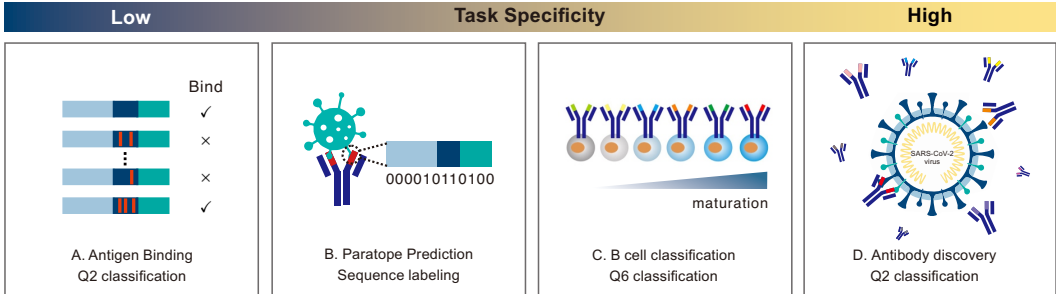 Low Task Specificity High
Bind
✓
×
×
✓
A. Antigen Binding
Q2 classification
000010110100
B. Paratope Prediction
Sequence labeling
maturation
C. B cell classification
Q6 classification
SARS-CoV-2
virus
D. Antibody discovery
Q2 classification